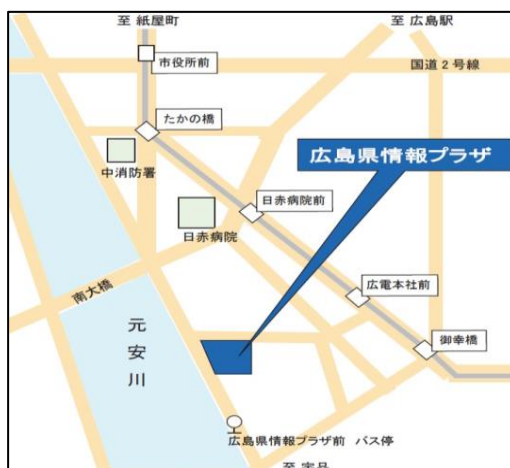 至 紙屋町
至 広島駅
市役所前
国道２号線
たかの橋
広島県情報プラザ
中消防署
日赤病院前
日赤病院
南大橋
広電本社前
元安川
御幸橋
広島県情報プラザ前 バス停
至 宇品